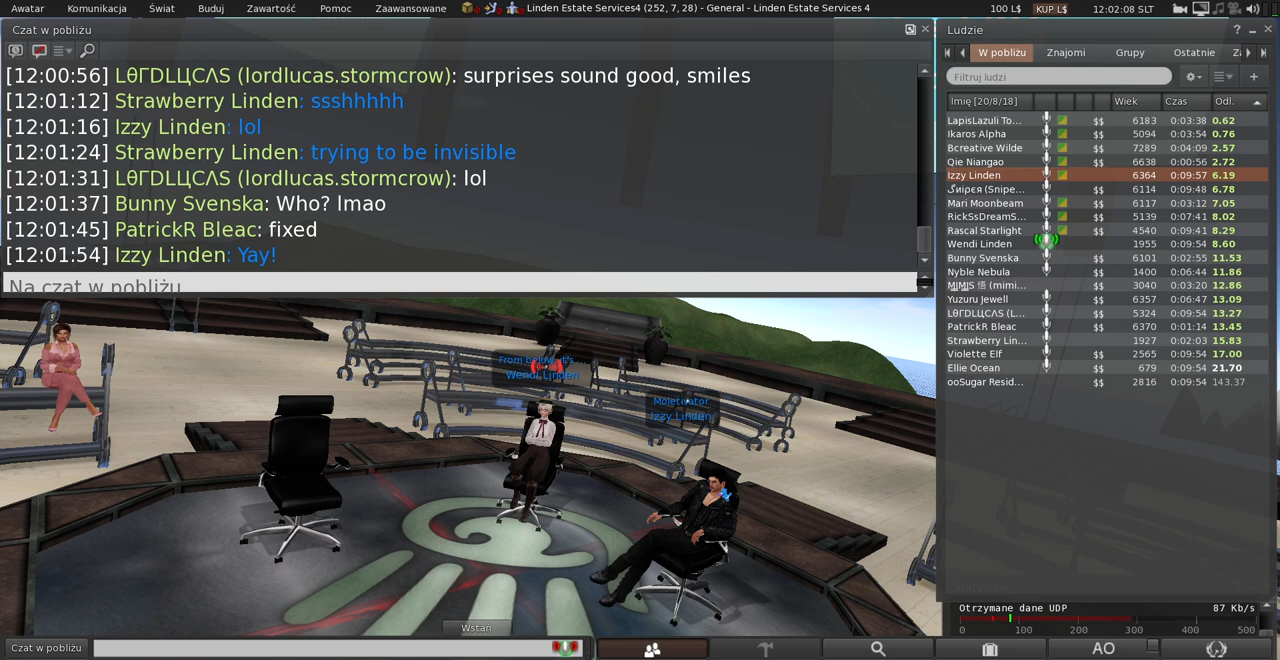 Awatar Komunikacja Świat Buduj Zawartość Pomoc Zaawansowane Linden Estate Services4 (252, 7, 28) - General - Linden Estate Services 4 100 L$ KUP L$ 12:02:08 SLT
Czat w pobliżu
[12:00:56] LθΓDLЦCΛS (lordlucas.stormcrow): surprises sound good, smiles
[12:01:12] Strawberry Linden: ssshhhhh
[12:01:16] Izzy Linden: lol
[12:01:24] Strawberry Linden: trying to be invisible
[12:01:31] LθΓDLЦCΛS (lordlucas.stormcrow): lol
[12:01:37] Bunny Svenska: Who? lmao
[12:01:45] PatrickR Bleac: fixed
[12:01:54] Izzy Linden: Yay!
Na czat w pobliżu
From below, it's...
Wendi Linden
Moletivator
Izzy Linden
Wstań
Czat w pobliżu
AO
Ludzie
W pobliżu Znajomi Grupy Ostatnie
Filtruj ludzi
Imię [20/8/18] Wiek Czas Odl.
LapisLazuli To... $$ 6183 0:03:38 0.62
Ikaros Alpha $$ 5094 0:03:54 0.76
Bcreative Wilde $$ 7289 0:04:09 2.57
Qie Niangao $$ 6638 0:00:56 2.72
Izzy Linden 6364 0:09:57 6.19
(Snipe... $$ 6114 0:09:48 6.78
Mari Moonbeam $$ 6117 0:03:12 7.05
RickSsDreamS... $$ 5139 0:07:41 8.02
Rascal Starlight $$ 4540 0:09:41 8.29
Wendi Linden 1955 0:09:54 8.60
Bunny Svenska $$ 6101 0:02:55 11.53
Nyble Nebula $$ 1400 0:06:44 11.86
(mimi... $$ 3040 0:03:20 12.86
Yuzuru Jewell $$ 6357 0:06:47 13.09
LθΓDLЦCΛS (L... $$ 5324 0:09:54 13.27
PatrickR Bleac $$ 6370 0:01:14 13.45
Strawberry Lin... 1927 0:02:03 15.83
Violette Elf $$ 2565 0:09:54 17.00
Ellie Ocean $$ 679 0:09:54 21.70
ooSugar Resid... $$ 2816 0:09:54 143.37
Otrzymane dane UDP 87 Kb/s
0 100 200 300 400 500